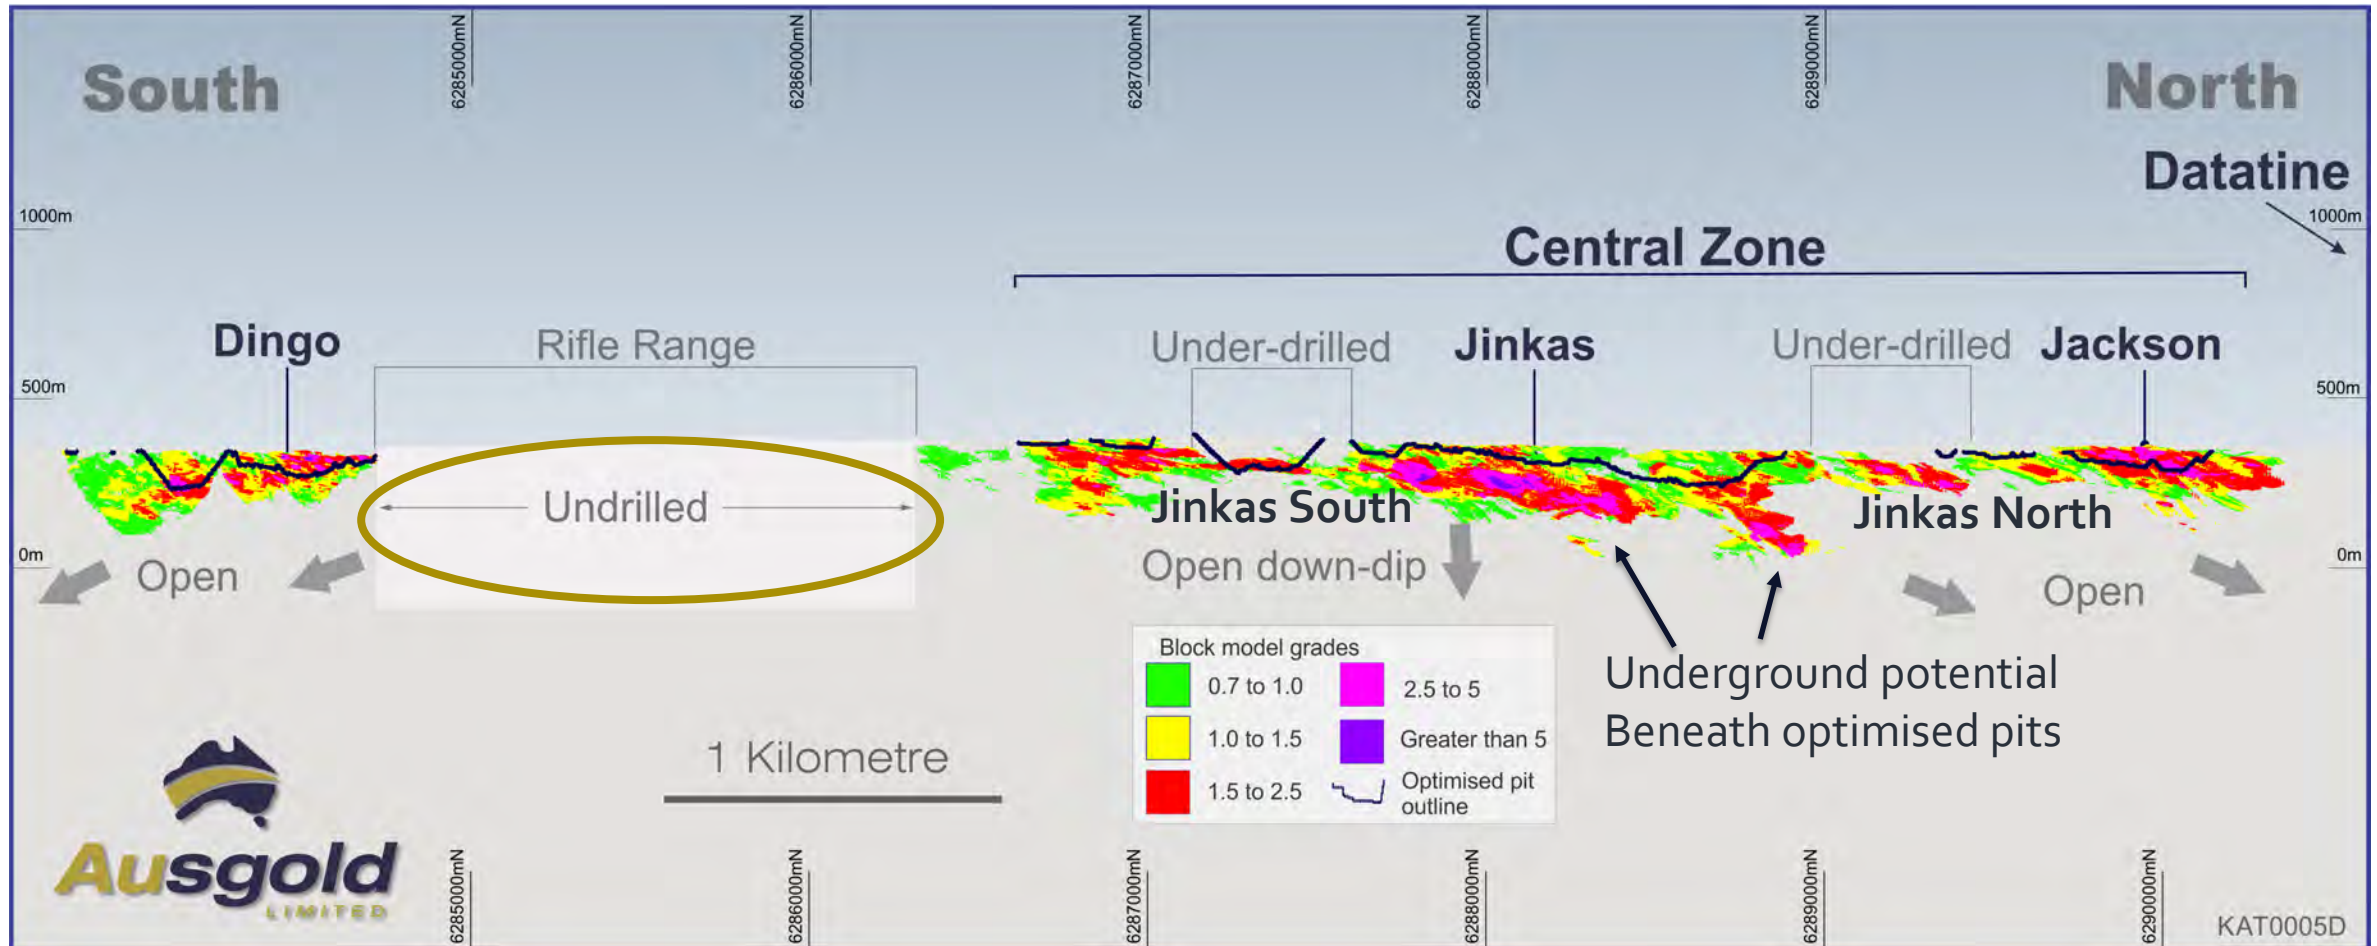 6285000mN
6286000mN
6287000mN
6288000mN
6289000mN
South
North
Datatine
1000m
1000m
Central Zone
Dingo
Rifle Range
Under-drilled
Jinkas
Under-drilled
Jackson
500m
500m
Undrilled
Jinkas South
Jinkas North
0m
0m
Open
Open down-dip
Open
Block model grades
0.7 to 1.0
2.5 to 5
1.0 to 1.5
Greater than 5
1.5 to 2.5
Optimised pit
outline
Underground potential
Beneath optimised pits
1 Kilometre
Ausgold
LIMITED
6285000mN
6286000mN
6287000mN
6288000mN
6289000mN
6290000mN
KAT0005D